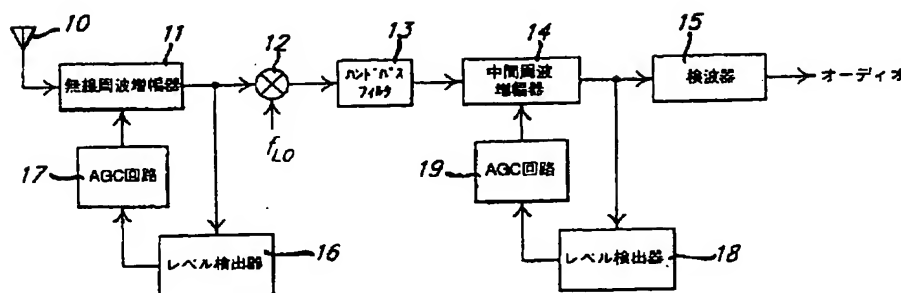 10
11
無線周波増幅器
12
f_LO
13
バンドパス
フィルタ
14
中間周波
増幅器
15
検波器
オーディオ
17
AGC回路
16
レベル検出器
19
AGC回路
18
レベル検出器